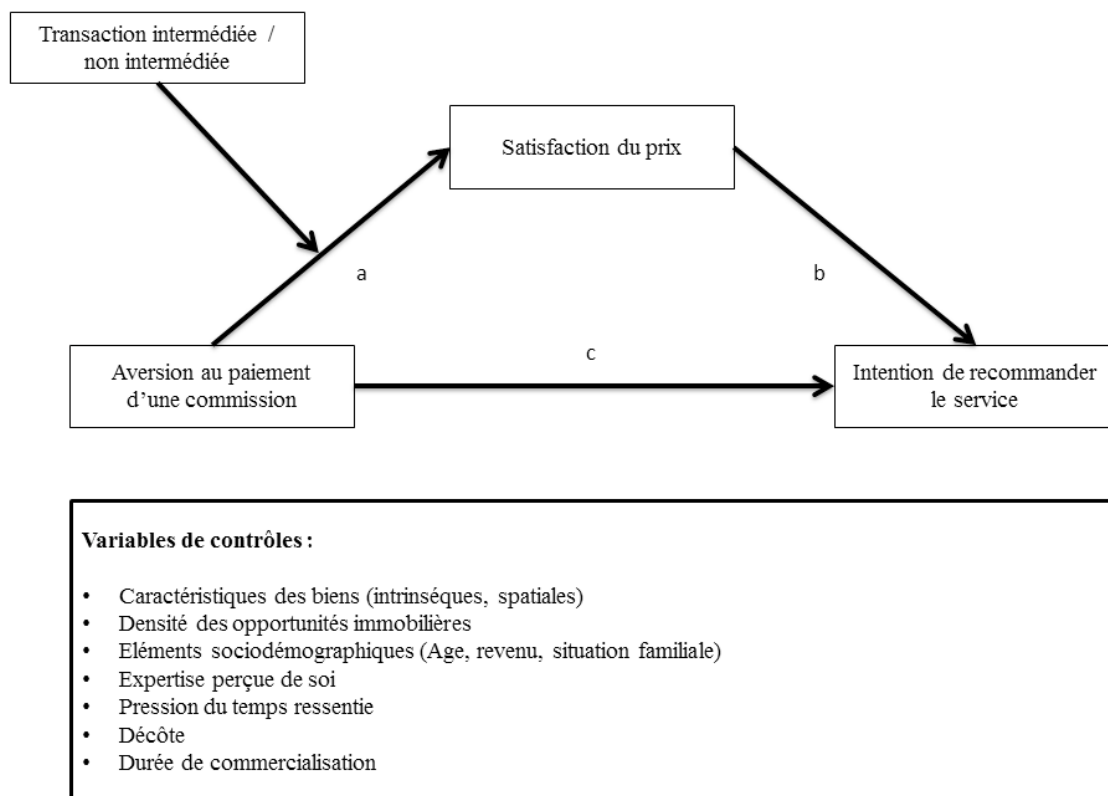 Transaction intermédiée /
non intermédiée
Satisfaction du prix
a
b
Aversion au paiement
d’une commission
c
Intention de recommander
le service
Variables de contrôles :
• Caractéristiques des biens (intrinséques, spatiales)
• Densité des opportunités immobilières
• Eléments sociodémographiques (Age, revenu, situation familiale)
• Expertise perçue de soi
• Pression du temps ressentie
• Décôte
• Durée de commercialisation